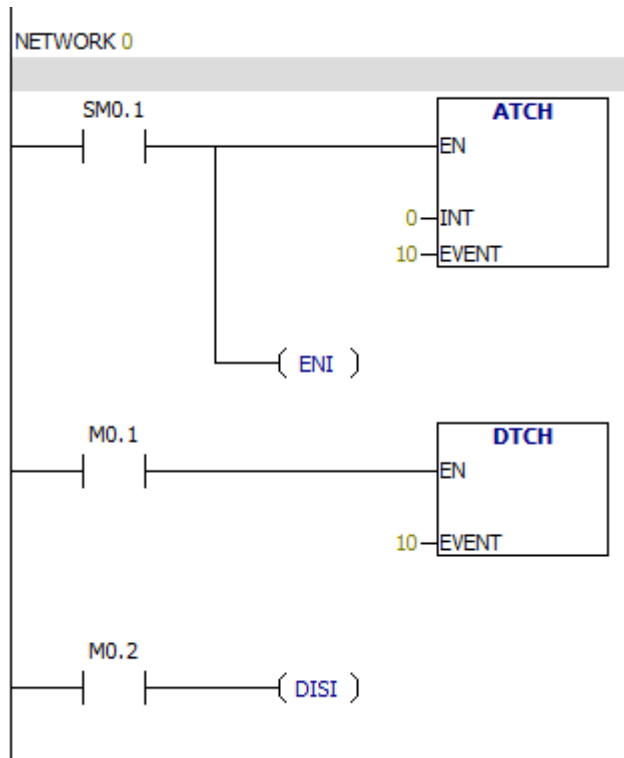 NETWORK 0
SM0.1
ATCH
EN
0 INT
10 EVENT
ENI
M0.1
DTCH
EN
10 EVENT
M0.2
DISI